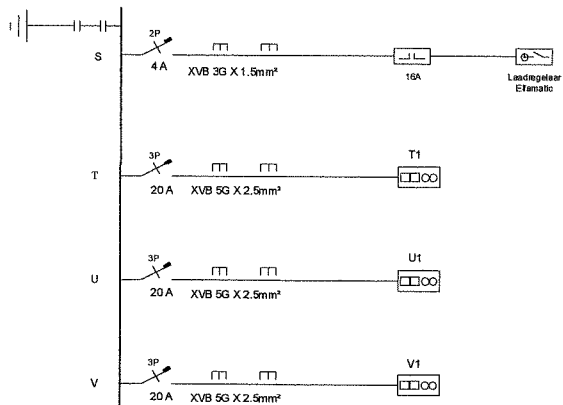 2P
S
4 A
XVB 3G X 1.5mm²
16A
Laadregelaar
Elfamatic
3P
T
20 A
XVB 5G X 2.5mm²
T1
3P
U
20 A
XVB 5G X 2.5mm²
U1
3P
V
20 A
XVB 5G X 2.5mm²
V1